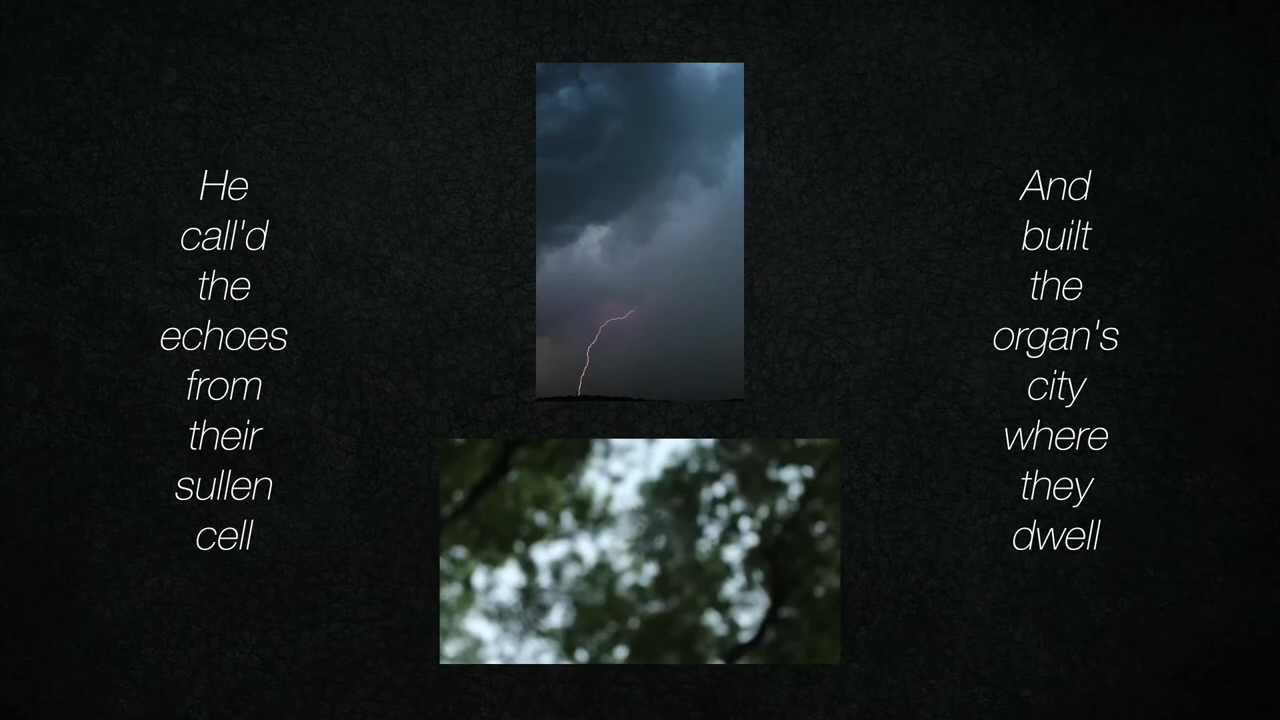 He
call'd
the
echoes
from
their
sullen
cell
And
built
the
organ's
city
where
they
dwell